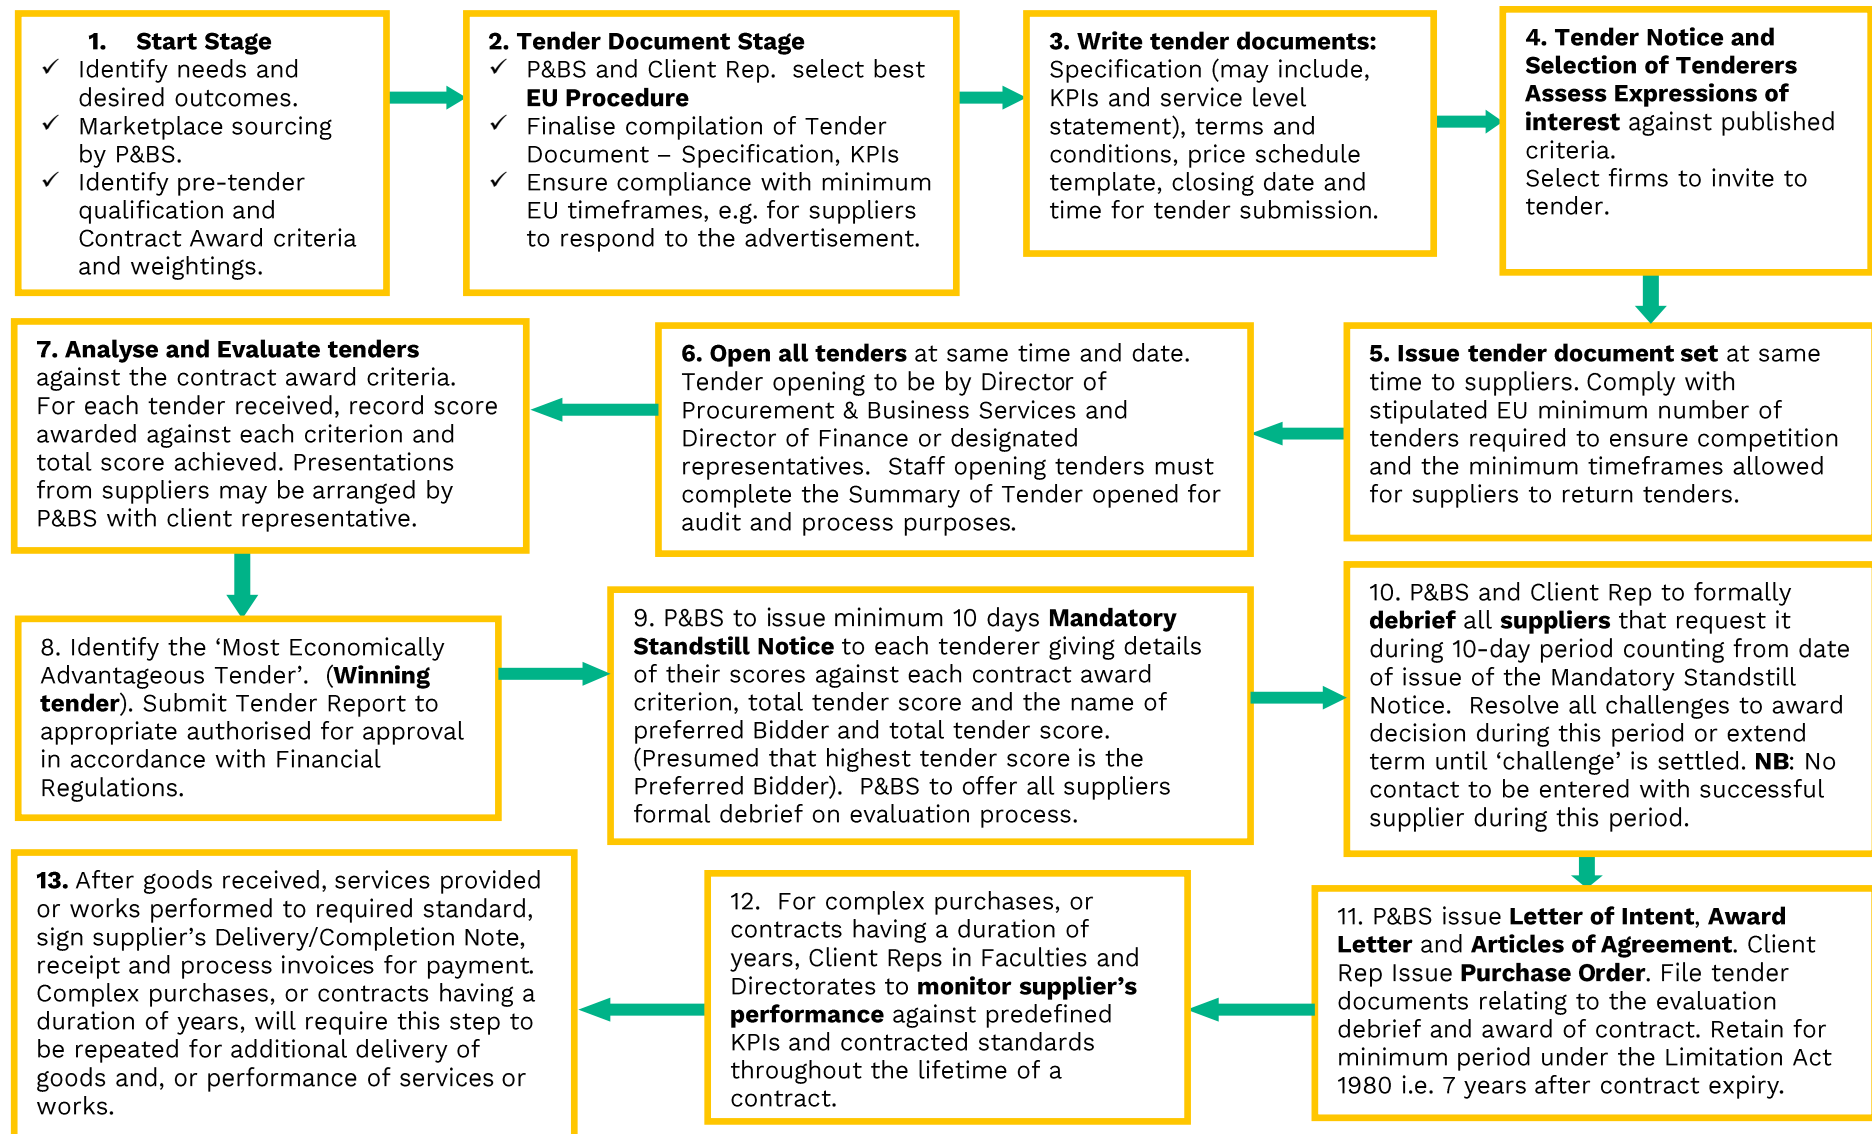 1. Start Stage
✓ Identify needs and
desired outcomes.
✓ Marketplace sourcing
by P&BS.
✓ Identify pre-tender
qualification and
Contract Award criteria
and weightings.
2. Tender Document Stage
✓ P&BS and Client Rep. select best
EU Procedure
✓ Finalise compilation of Tender
Document – Specification, KPIs
✓ Ensure compliance with minimum
EU timeframes, e.g. for suppliers
to respond to the advertisement.
3. Write tender documents:
Specification (may include,
KPIs and service level
statement), terms and
conditions, price schedule
template, closing date and
time for tender submission.
4. Tender Notice and
Selection of Tenderers
Assess Expressions of
interest against published
criteria.
Select firms to invite to
tender.
5. Issue tender document set at same
time to suppliers. Comply with
stipulated EU minimum number of
tenders required to ensure competition
and the minimum timeframes allowed
for suppliers to return tenders.
6. Open all tenders at same time and date.
Tender opening to be by Director of
Procurement & Business Services and
Director of Finance or designated
representatives. Staff opening tenders must
complete the Summary of Tender opened for
audit and process purposes.
7. Analyse and Evaluate tenders
against the contract award criteria.
For each tender received, record score
awarded against each criterion and
total score achieved. Presentations
from suppliers may be arranged by
P&BS with client representative.
8. Identify the ‘Most Economically
Advantageous Tender’. (Winning
tender). Submit Tender Report to
appropriate authorised for approval
in accordance with Financial
Regulations.
9. P&BS to issue minimum 10 days Mandatory
Standstill Notice to each tenderer giving details
of their scores against each contract award
criterion, total tender score and the name of
preferred Bidder and total tender score.
(Presumed that highest tender score is the
Preferred Bidder). P&BS to offer all suppliers
formal debrief on evaluation process.
10. P&BS and Client Rep to formally
debrief all suppliers that request it
during 10-day period counting from date
of issue of the Mandatory Standstill
Notice. Resolve all challenges to award
decision during this period or extend
term until ‘challenge’ is settled. NB: No
contact to be entered with successful
supplier during this period.
11. P&BS issue Letter of Intent, Award
Letter and Articles of Agreement. Client
Rep Issue Purchase Order. File tender
documents relating to the evaluation
debrief and award of contract. Retain for
minimum period under the Limitation Act
1980 i.e. 7 years after contract expiry.
12. For complex purchases, or
contracts having a duration of
years, Client Reps in Faculties and
Directorates to monitor supplier’s
performance against predefined
KPIs and contracted standards
throughout the lifetime of a
contract.
13. After goods received, services provided
or works performed to required standard,
sign supplier’s Delivery/Completion Note,
receipt and process invoices for payment.
Complex purchases, or contracts having a
duration of years, will require this step to
be repeated for additional delivery of
goods and, or performance of services or
works.